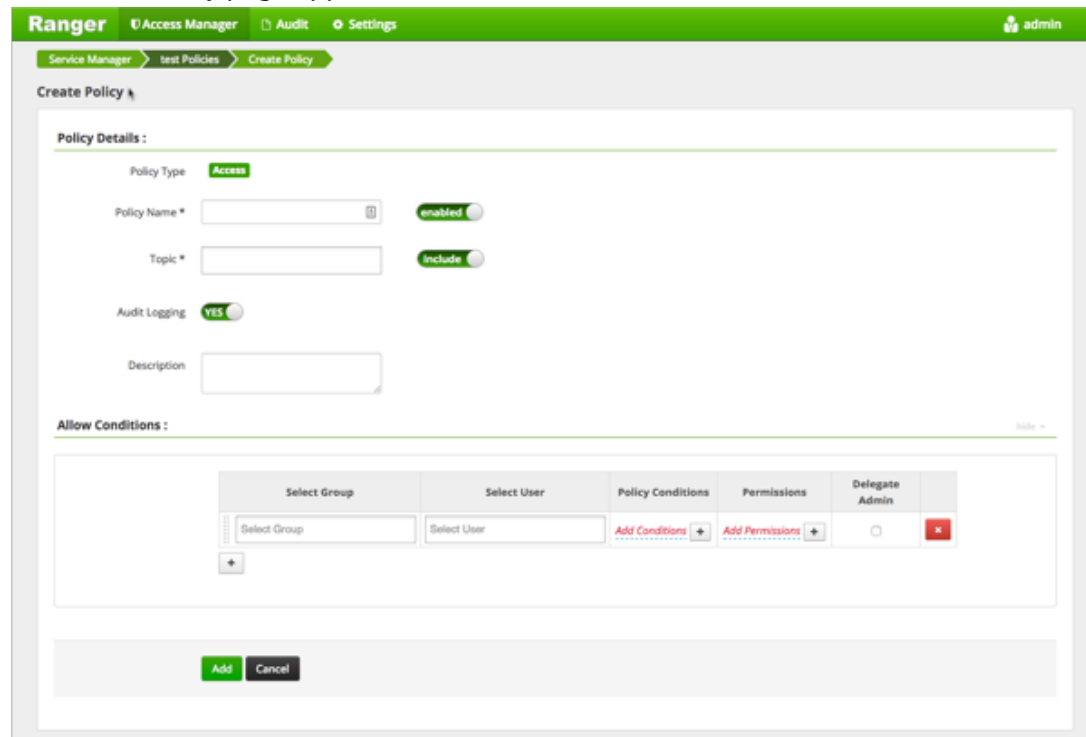 Ranger Access Manager Audit Settings admin
Service Manager test Policies Create Policy
Create Policy
Policy Details :
Policy Type Access
Policy Name * enabled
Topic * Include
Audit Logging YES
Description
Allow Conditions : hide
Select Group Select User Policy Conditions Permissions Delegate
Admin
Select Group Select User Add Conditions + Add Permissions +
+
Add Cancel